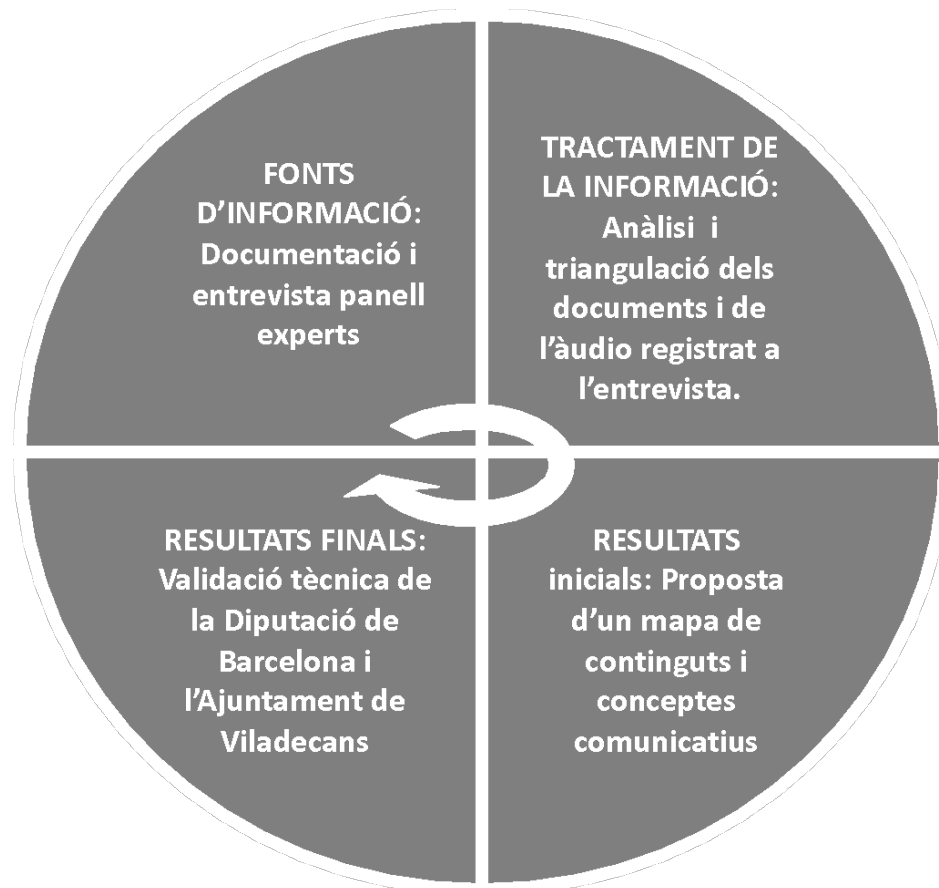 FONTS
D'INFORMACIÓ:
Documentació i
entrevista panell
experts
TRACTAMENT DE
LA INFORMACIÓ:
Anàlisi i
triangulació dels
documents i de
l'àudio registrat a
l'entrevista.
RESULTATS
inicials: Proposta
d'un mapa de
continguts i
conceptes
comunicatius
RESULTATS FINALS:
Validació tècnica de
la Diputació de
Barcelona i
l'Ajuntament de
Viladecans